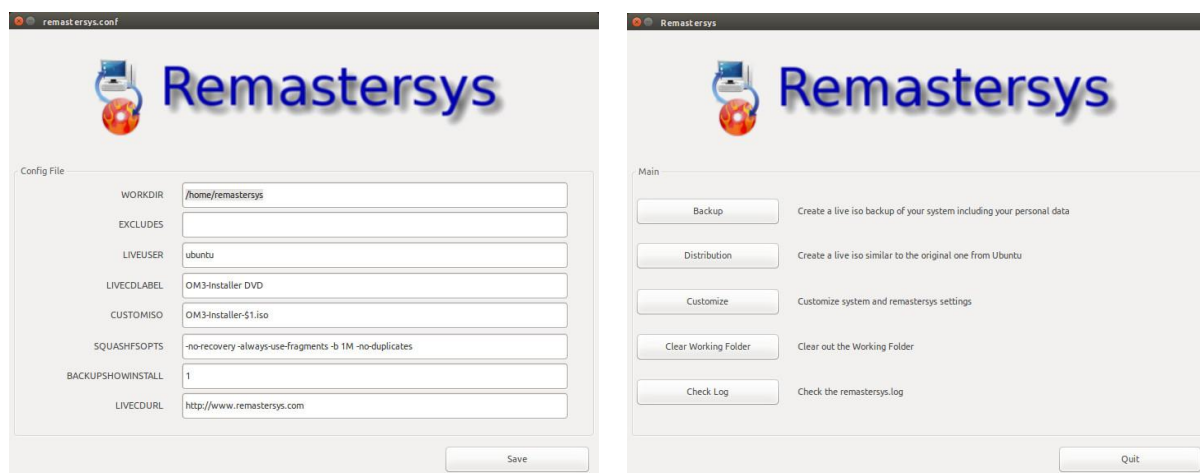 remastersys.conf
Remastersys
Config File
WORKDIR /home/remastersys
EXCLUDES
LIVEUSER ubuntu
LIVECDLABEL OM3-Installer DVD
CUSTOMISO OM3-Installer-$1.iso
SQUASHFSOPTS -no-recovery -always-use-fragments -b 1M -no-duplicates
BACKUPSHOWINSTALL 1
LIVECDURL http://www.remastersys.com
Save
Remastersys
Remastersys
Main
Backup Create a live iso backup of your system including your personal data
Distribution Create a live iso similar to the original one from Ubuntu
Customize Customize system and remastersys settings
Clear Working Folder Clear out the Working Folder
Check Log Check the remastersys.log
Quit